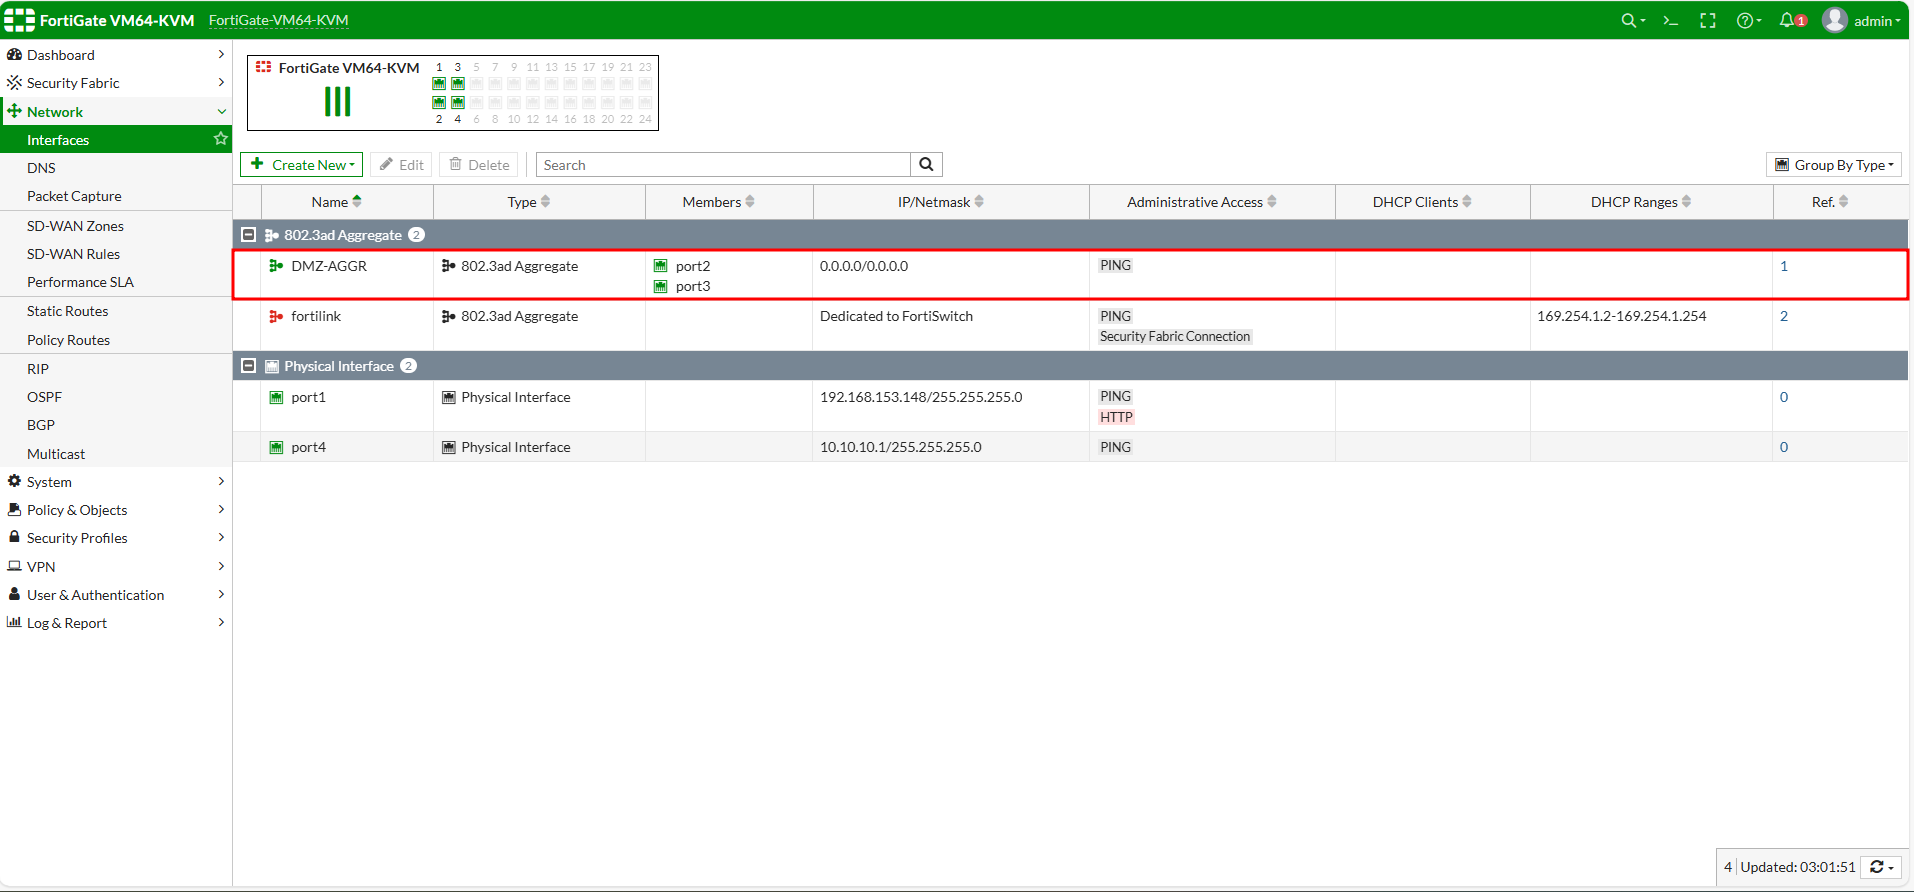 FortiGate VM64-KVM FortiGate-VM64-KVM 1 admin
Dashboard
Security Fabric
Network
Interfaces
DNS
Packet Capture
SD-WAN Zones
SD-WAN Rules
Performance SLA
Static Routes
Policy Routes
RIP
OSPF
BGP
Multicast
System
Policy & Objects
Security Profiles
VPN
User & Authentication
Log & Report
FortiGate VM64-KVM 1 3 5 7 9 11 13 15 17 19 21 23
2 4 6 8 10 12 14 16 18 20 22 24
Create New Edit Delete Search Group By Type
Name Type Members IP/Netmask Administrative Access DHCP Clients DHCP Ranges Ref.
802.3ad Aggregate 2
DMZ-AGGR 802.3ad Aggregate port2 0.0.0.0/0.0.0.0 PING 1
port3
fortilink 802.3ad Aggregate Dedicated to FortiSwitch PING 169.254.1.2-169.254.1.254 2
Security Fabric Connection
Physical Interface 2
port1 Physical Interface 192.168.153.148/255.255.255.0 PING 0
HTTP
port4 Physical Interface 10.10.10.1/255.255.255.0 PING 0
4 Updated: 03:01:51